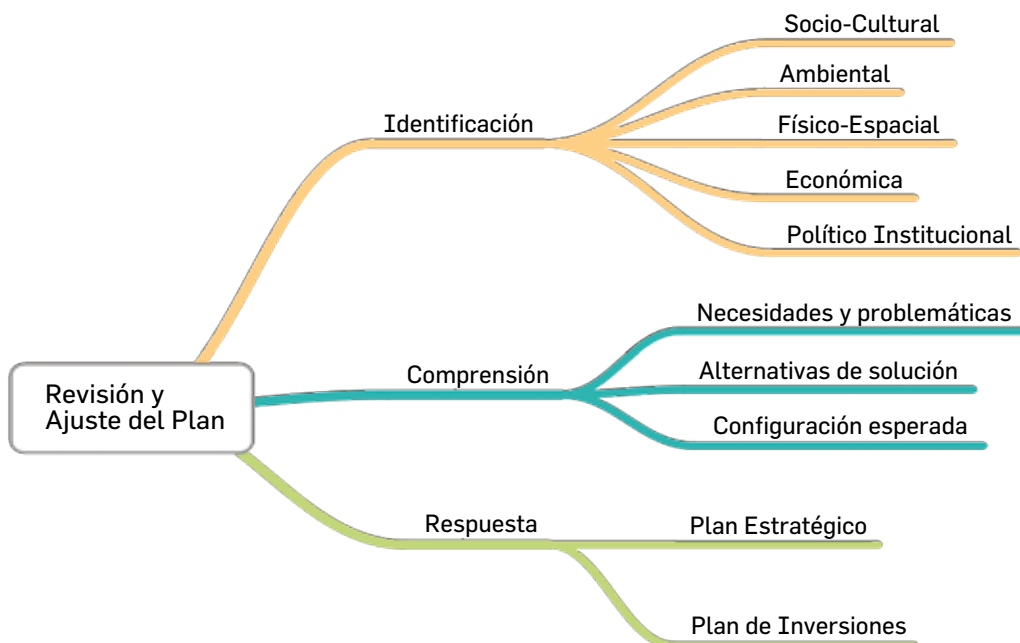 Socio-Cultural
Ambiental
Identificación
Físico-Espacial
Económica
Político Institucional
Necesidades y problemáticas
Revisión y
Ajuste del Plan
Comprensión
Alternativas de solución
Configuración esperada
Respuesta
Plan Estratégico
Plan de Inversiones